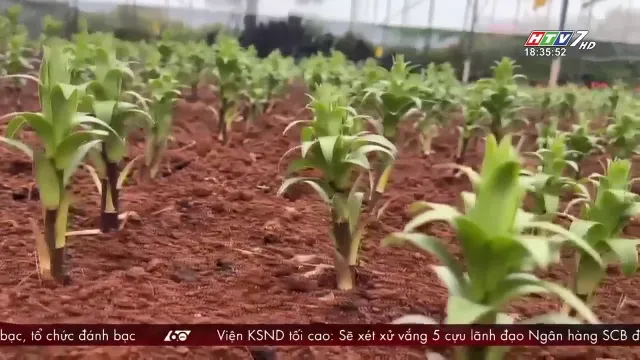 HTV7 HD
18:35:52
bạc, tổ chức đánh bạc 60 Viện KSND tối cao: Sẽ xét xử vắng 5 cựu lãnh đạo Ngân hàng SCB đ